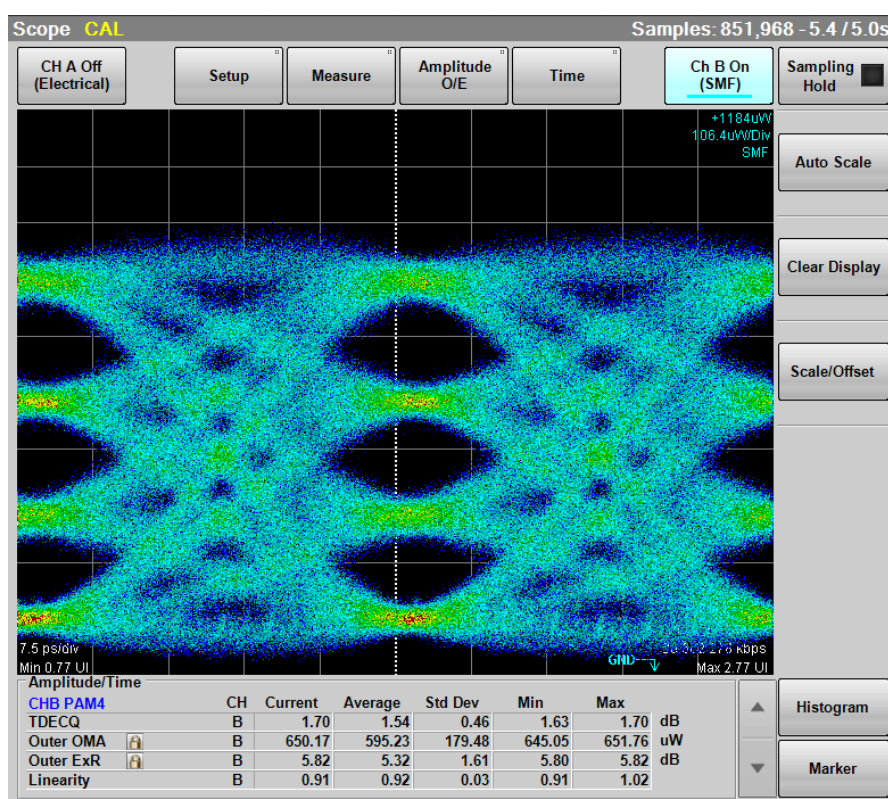 Scope CAL Samples: 851,968 - 5.4 / 5.0s
CH A Off
(Electrical)
Setup
Measure
Amplitude
O/E
Time
Ch B On
(SMF)
Sampling
Hold
+1184uW
106.4uW/Div
SMF
Auto Scale
Clear Display
Scale/Offset
7.5 ps/div
kbps
Min 0.77 UI
GND
Max 2.77 UI
Amplitude/Time
CHB PAM4 CH Current Average Std Dev Min Max
TDECQ B 1.70 1.54 0.46 1.63 1.70 dB
Outer OMA B 650.17 595.23 179.48 645.05 651.76 uW
Outer ExR B 5.82 5.32 1.61 5.80 5.82 dB
Linearity B 0.91 0.92 0.03 0.91 1.02
Histogram
Marker